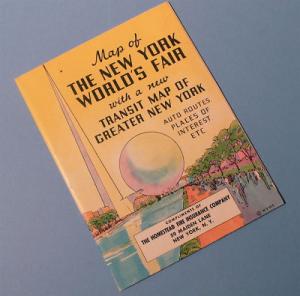 Map of
THE NEW YORK
WORLD'S FAIR
with a new
TRANSIT MAP OF
GREATER NEW YORK
AUTO ROUTES
PLACES OF
INTEREST
ETC
COMPLIMENTS OF
THE HOMESTEAD FIRE INSURANCE COMPANY
59 MAIDEN LANE
NEW YORK, N. Y.